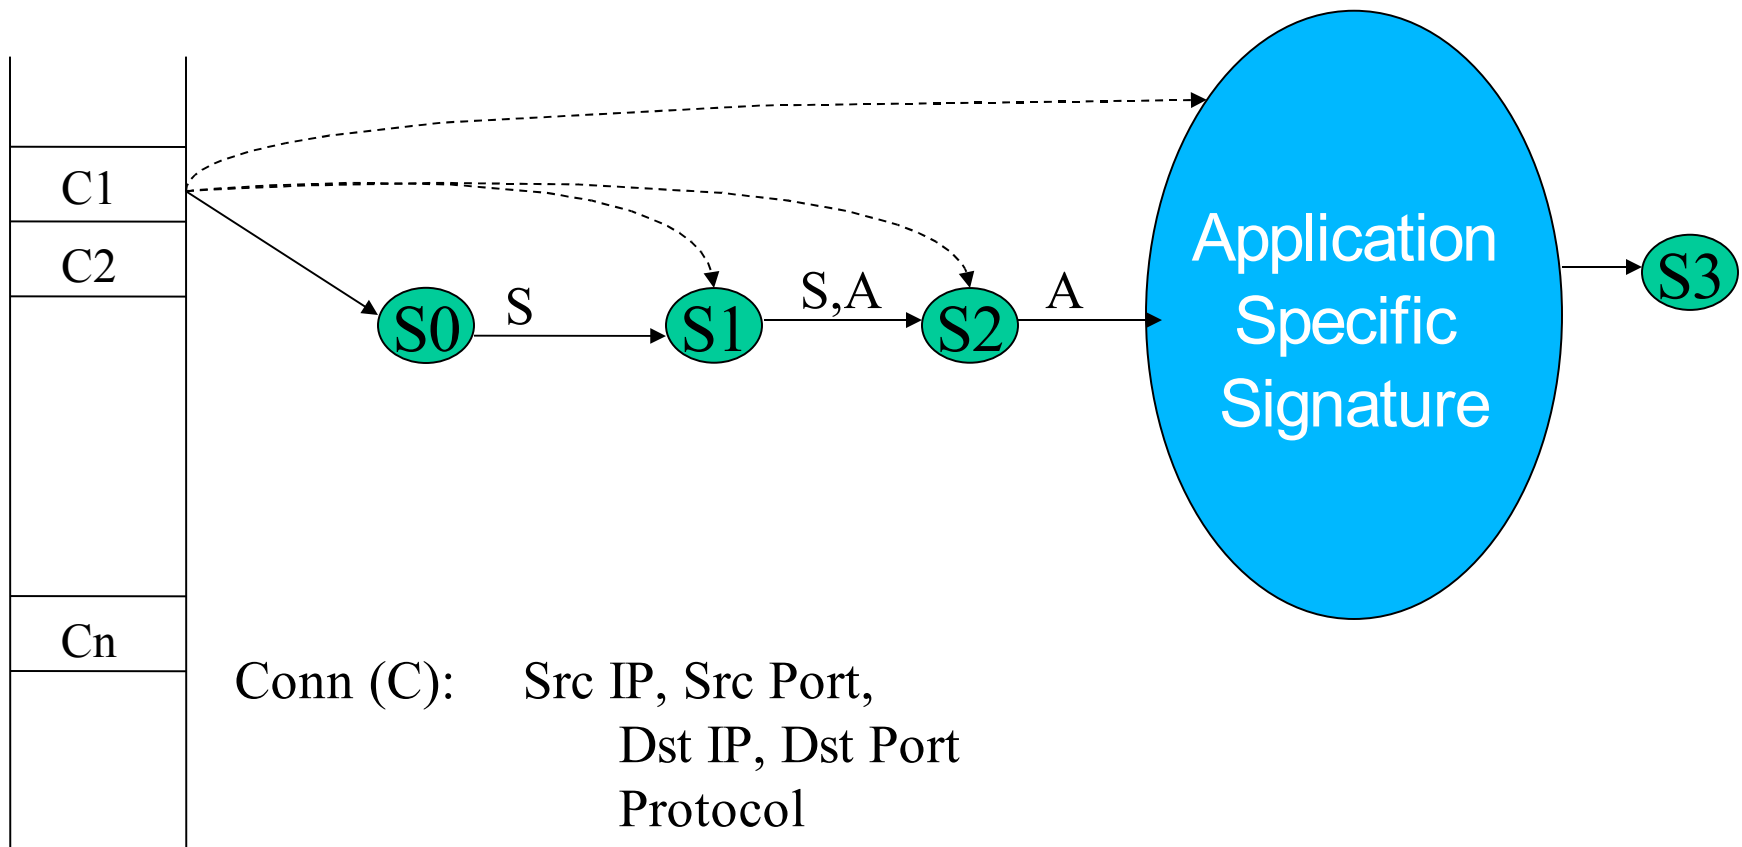 C1
C2
Cn
S0
S
S1
S,A
S2
A
Application
Specific
Signature
S3
Conn (C): Src IP, Src Port,
Dst IP, Dst Port
Protocol